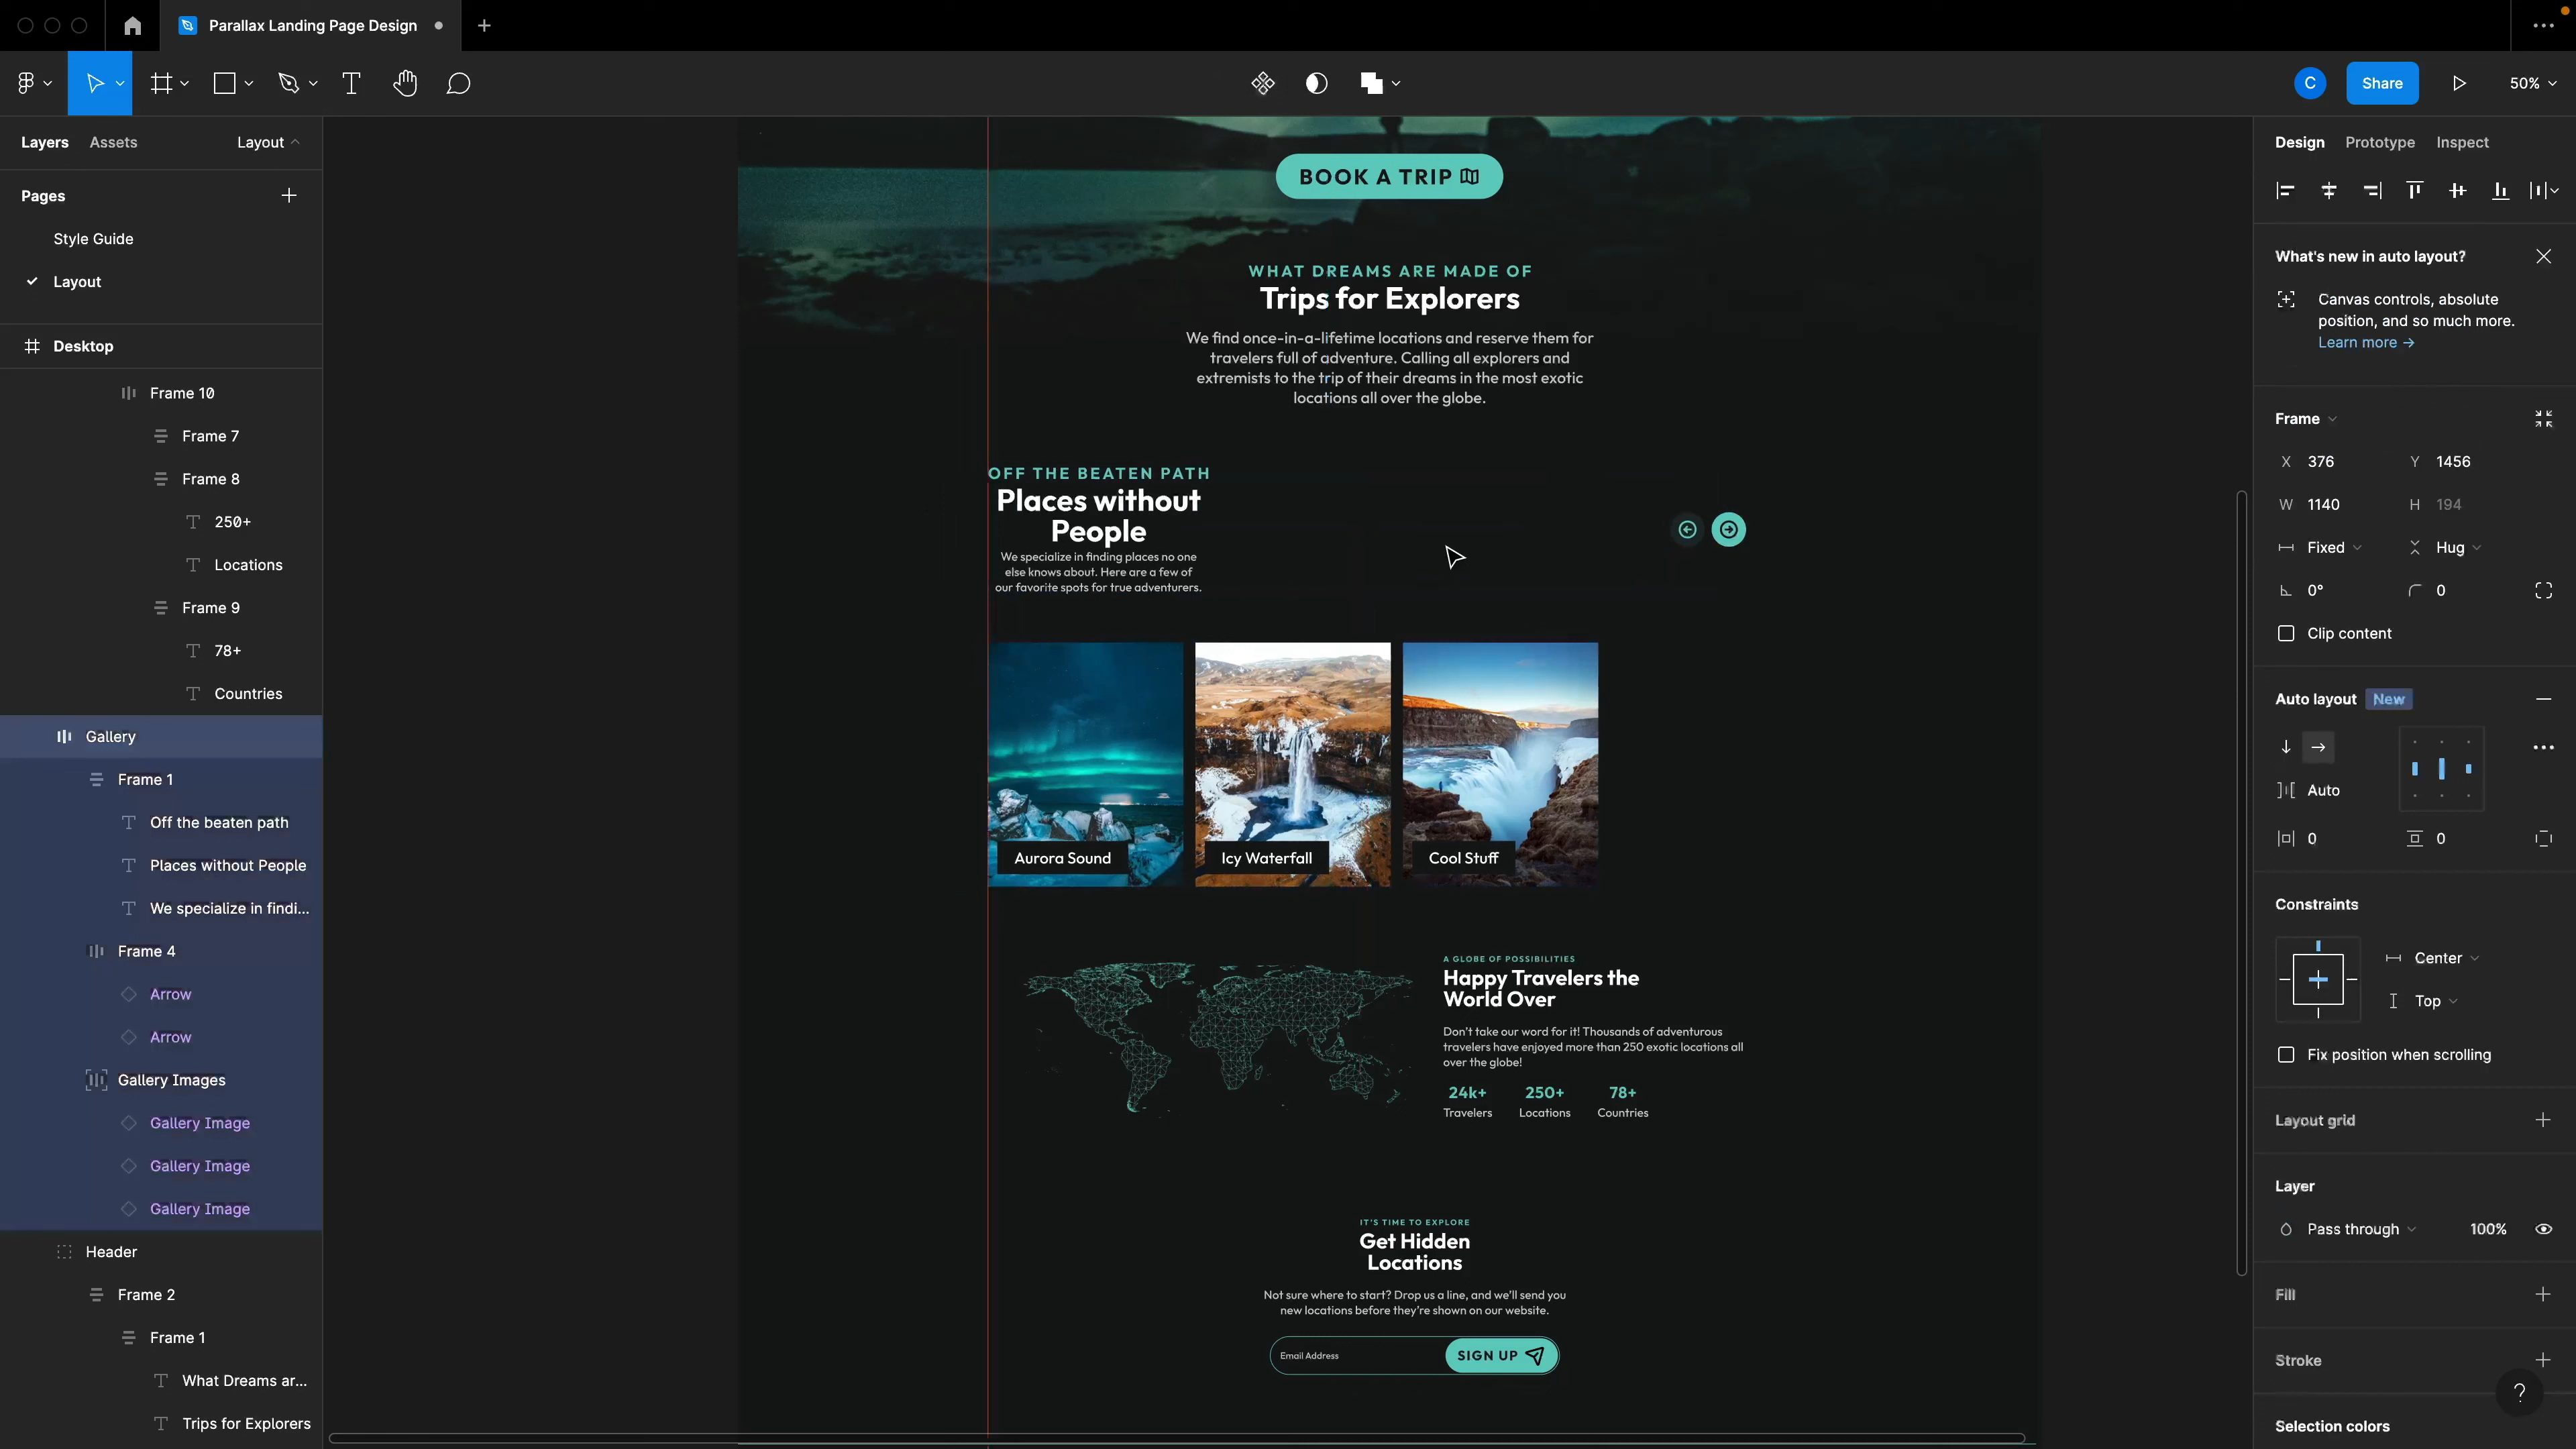 Parallax Landing Page Design
C
Share
50%
Layers
Assets
Layout
Pages
Style Guide
Layout
Desktop
Frame 10
Frame 7
Frame 8
250+
Locations
Frame 9
78+
Countries
Gallery
Frame 1
Off the beaten path
Places without People
We specialize in findi...
Frame 4
Arrow
Arrow
Gallery Images
Gallery Image
Gallery Image
Gallery Image
Header
Frame 2
Frame 1
What Dreams ar...
Trips for Explorers
BOOK A TRIP
WHAT DREAMS ARE MADE OF
Trips for Explorers
We find once-in-a-lifetime locations and reserve them for
travelers full of adventure. Calling all explorers and
extremists to the trip of their dreams in the most exotic
locations all over the globe.
OFF THE BEATEN PATH
Places without
People
We specialize in finding places no one
else knows about. Here are a few of
our favorite spots for true adventurers.
Aurora Sound
Icy Waterfall
Cool Stuff
A GLOBE OF POSSIBILITIES
Happy Travelers the
World Over
Don't take our word for it! Thousands of adventurous
travelers have enjoyed more than 250 exotic locations all
over the globe!
24k+
250+
78+
Travelers
Locations
Countries
IT'S TIME TO EXPLORE
Get Hidden
Locations
Not sure where to start? Drop us a line, and we'll send you
new locations before they're shown on our website.
Email Address
SIGN UP
Design
Prototype
Inspect
What's new in auto layout?
Canvas controls, absolute
position, and so much more.
Learn more →
Frame
X 376
Y 1456
W 1140
H 194
Fixed
Hug
0°
0
Clip content
Auto layout
New
Auto
0
0
Constraints
Center
Top
Fix position when scrolling
Layout grid
Layer
Pass through
100%
Fill
Stroke
?
Selection colors